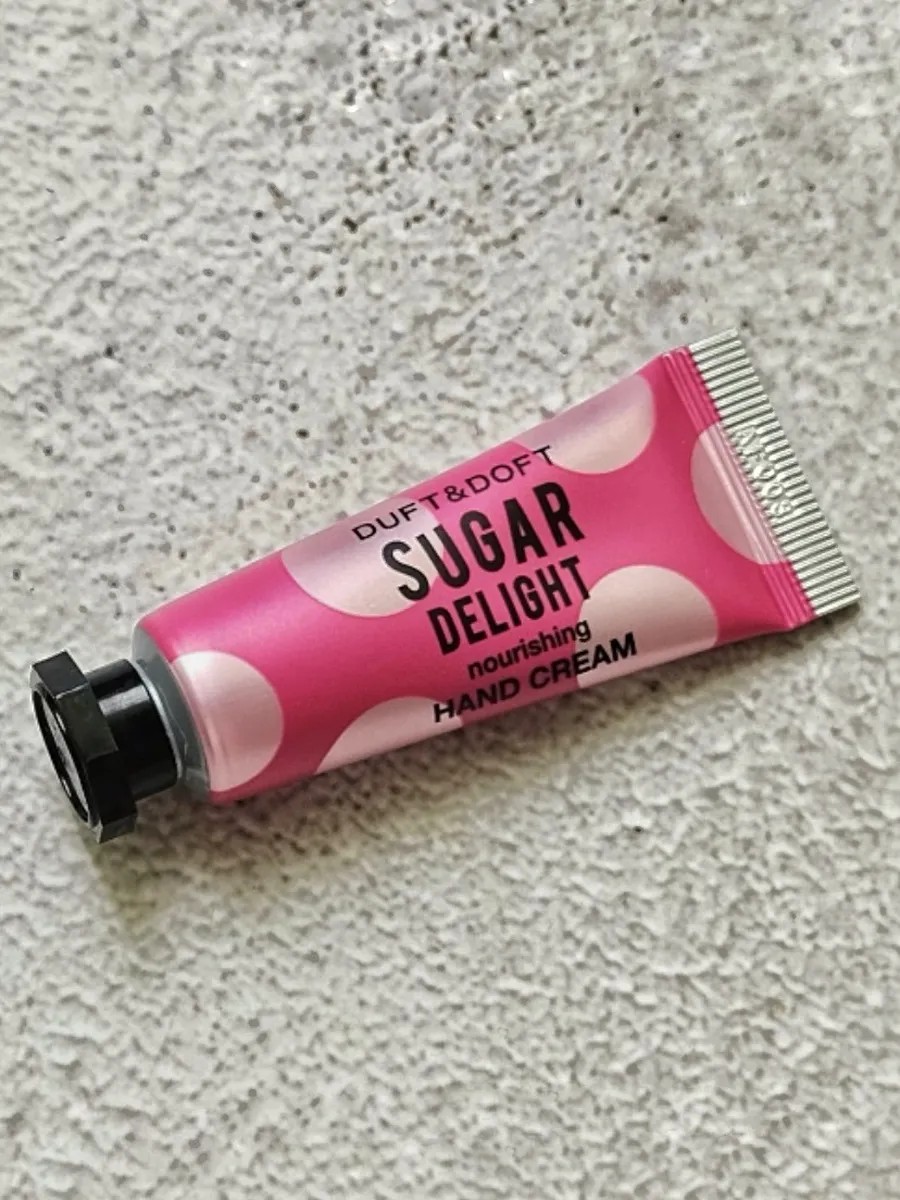 DUFT&DOFT
SUGAR
DELIGHT
nourishing
HAND CREAM